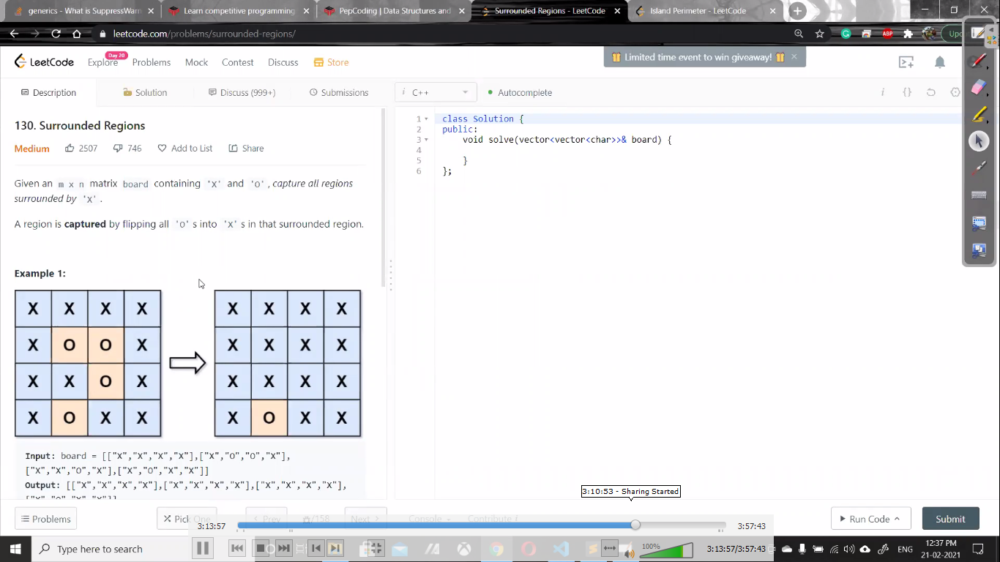 generics - What is SuppressWarn
Learn competitive programming
PepCoding | Data Structures and
Surrounded Regions - LeetCode
Island Perimeter - LeetCode
leetcode.com/problems/surrounded-regions/
ABP
LeetCode
Explore
Day 20
Problems
Mock
Contest
Discuss
Store
Limited time event to win giveaway!
Description
Solution
Discuss (999+)
Submissions
i C++
Autocomplete
i {}
130. Surrounded Regions
Medium 2507 746 Add to List Share
Given an m x n matrix board containing 'X' and 'O', capture all regions
surrounded by 'X'.
A region is captured by flipping all 'O's into 'X's in that surrounded region.
Example 1:
X X X X
X O O X
X X O X
X O X X
X X X X
X X X X
X X X X
X O X X
Input: board = [["X","X","X","X"],["X","O","O","X"],
["X","X","O","X"],["X","O","X","X"]]
Output: [["X","X","X","X"],["X","X","X","X"],["X","X","X","X"],
["X","O","X","X"]]
1 class Solution {
2 public:
3 void solve(vector<vector<char>>& board) {
4
5 }
6 };
3:10:53 - Sharing Started
Problems
Pick One
Prev
/158
Next
Console
Contribute i
Run Code
Submit
3:13:57
3:57:43
Type here to search
100%
3:13:57/3:57:43
ENG
12:37 PM
21-02-2021